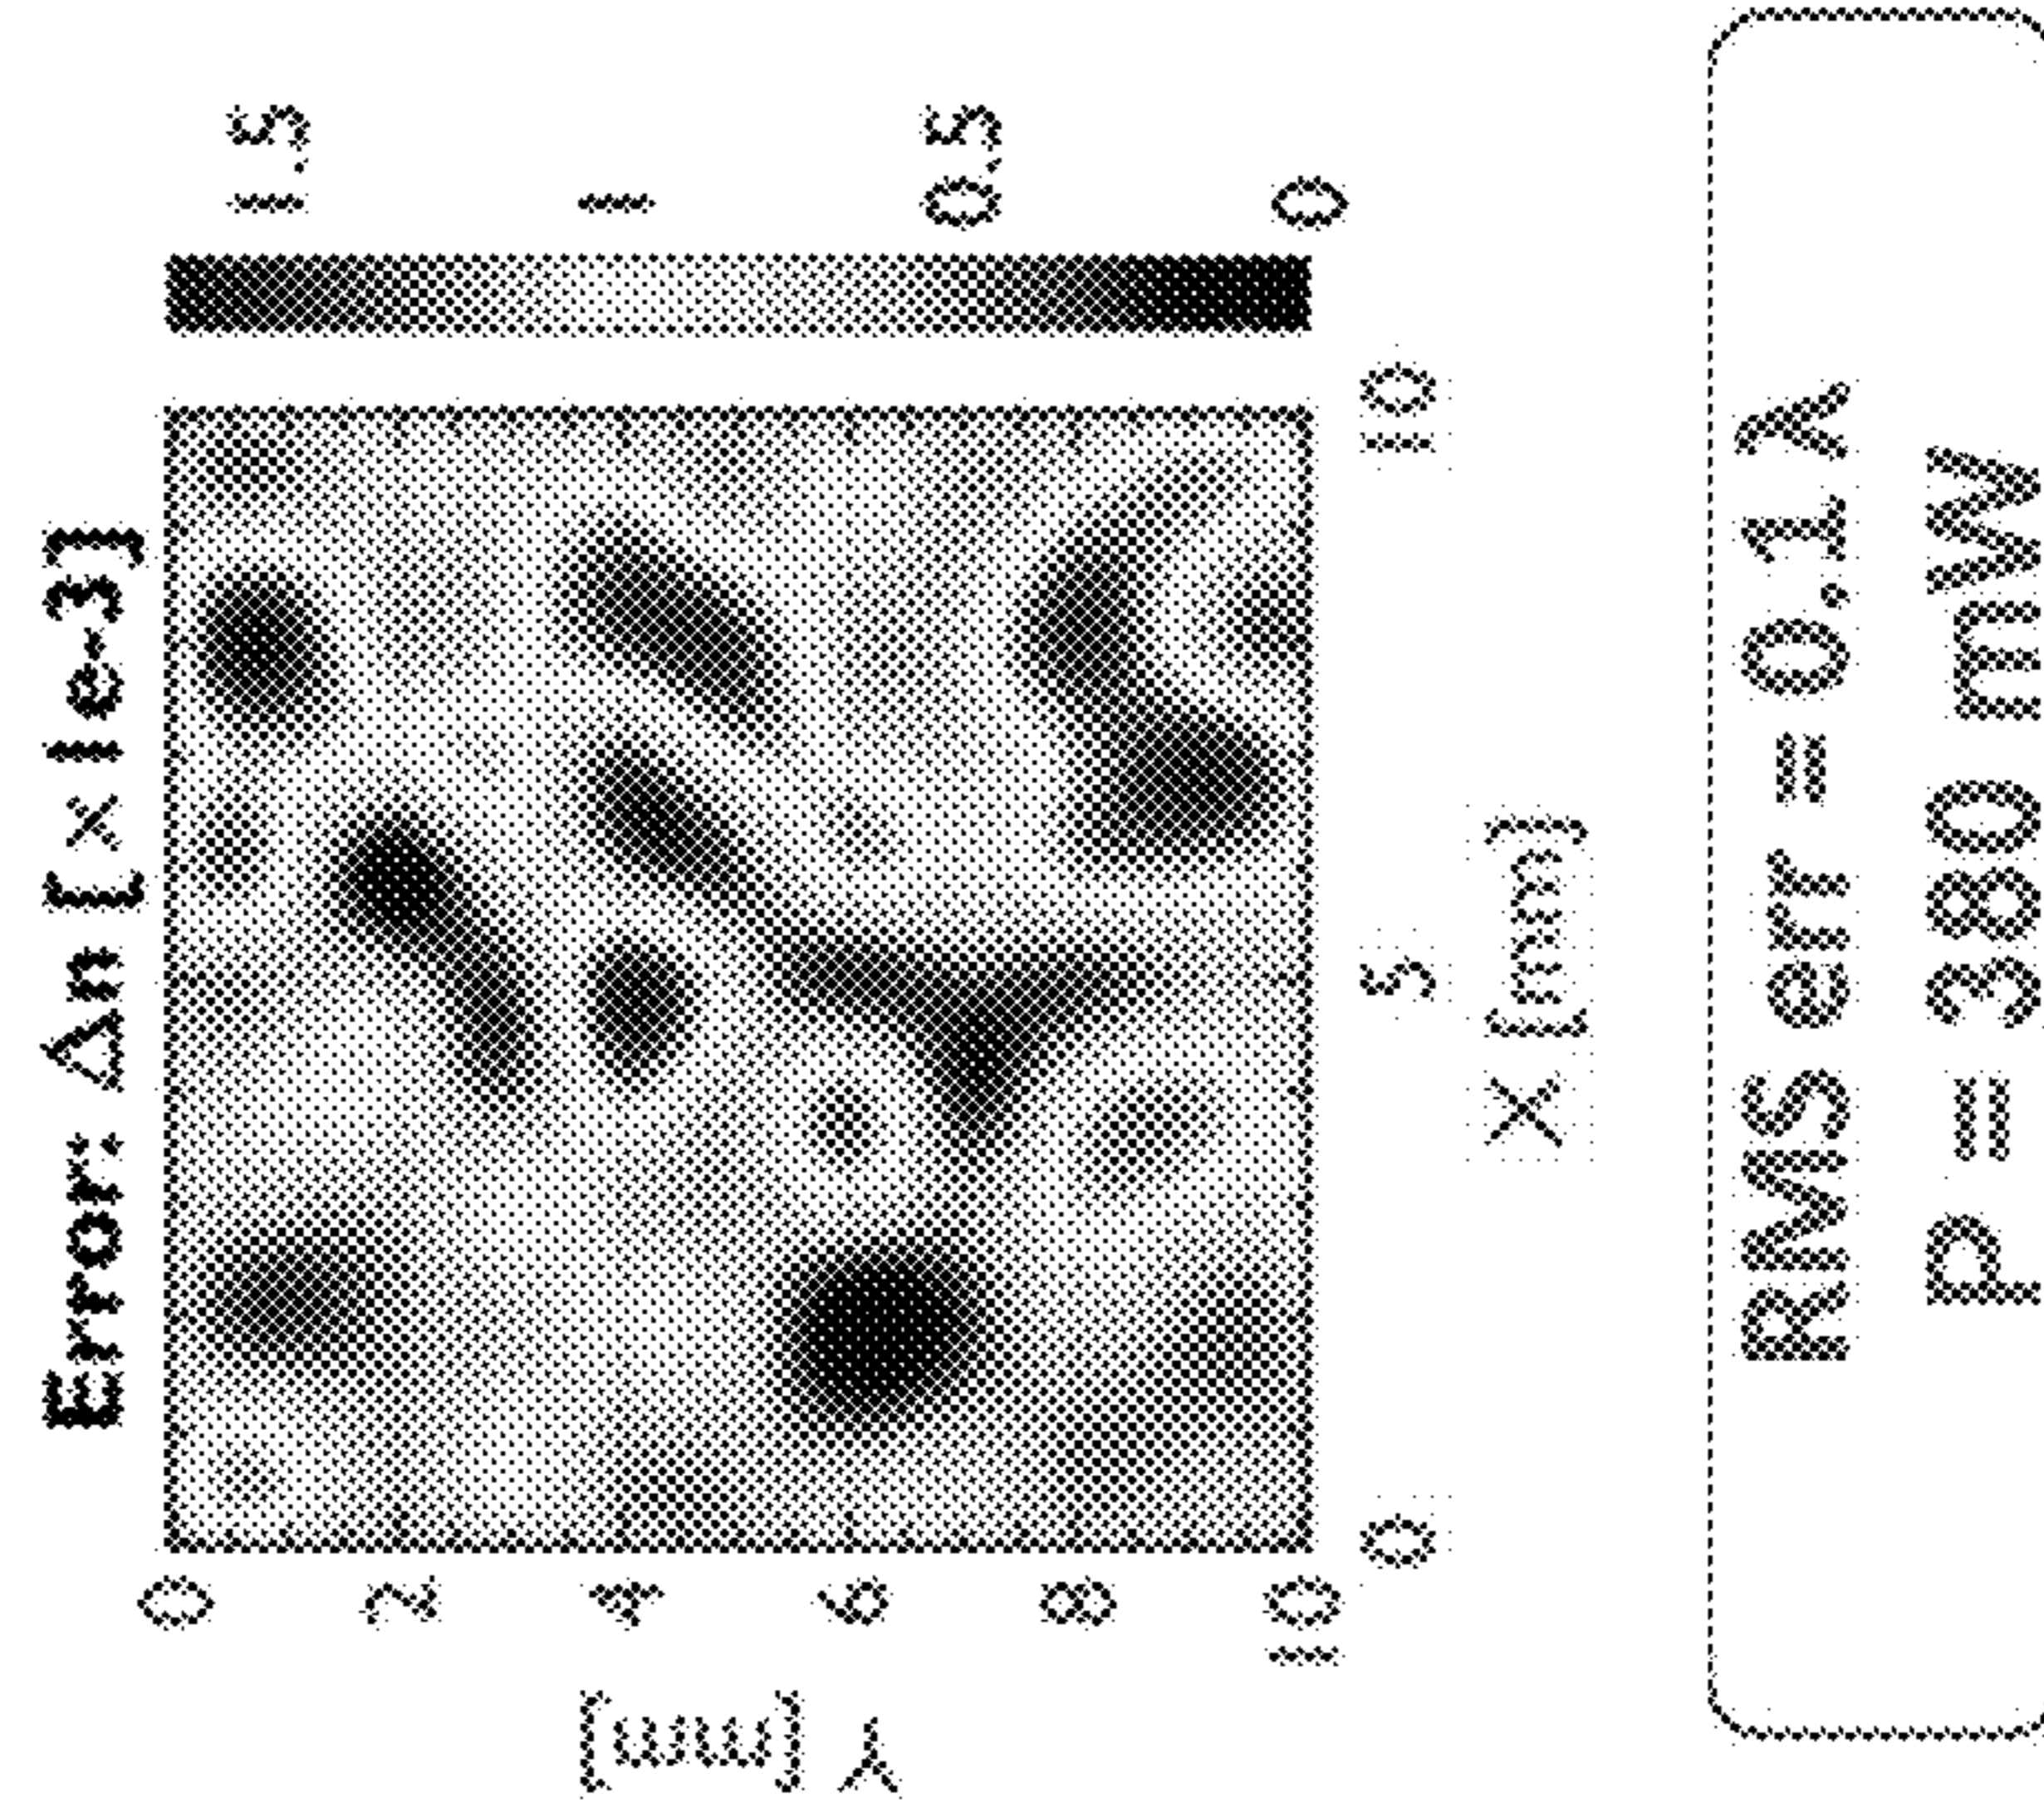 Error: Δn [ x 1e-3]
Y [mm]
0
2
4
6
8
10
0
5
10
X [mm]
1.5
1
0.5
0
RMS err = 0.1 λ
P = 380 mW